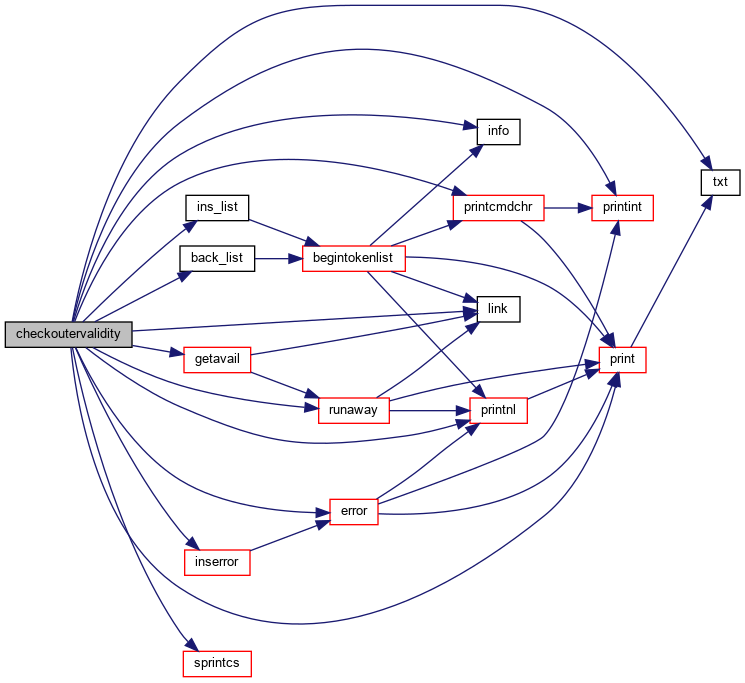 info
txt
ins_list
printcmdchr
printint
back_list
begintokenlist
link
checkoutervalidity
getavail
print
runaway
printnl
error
inserror
sprintcs